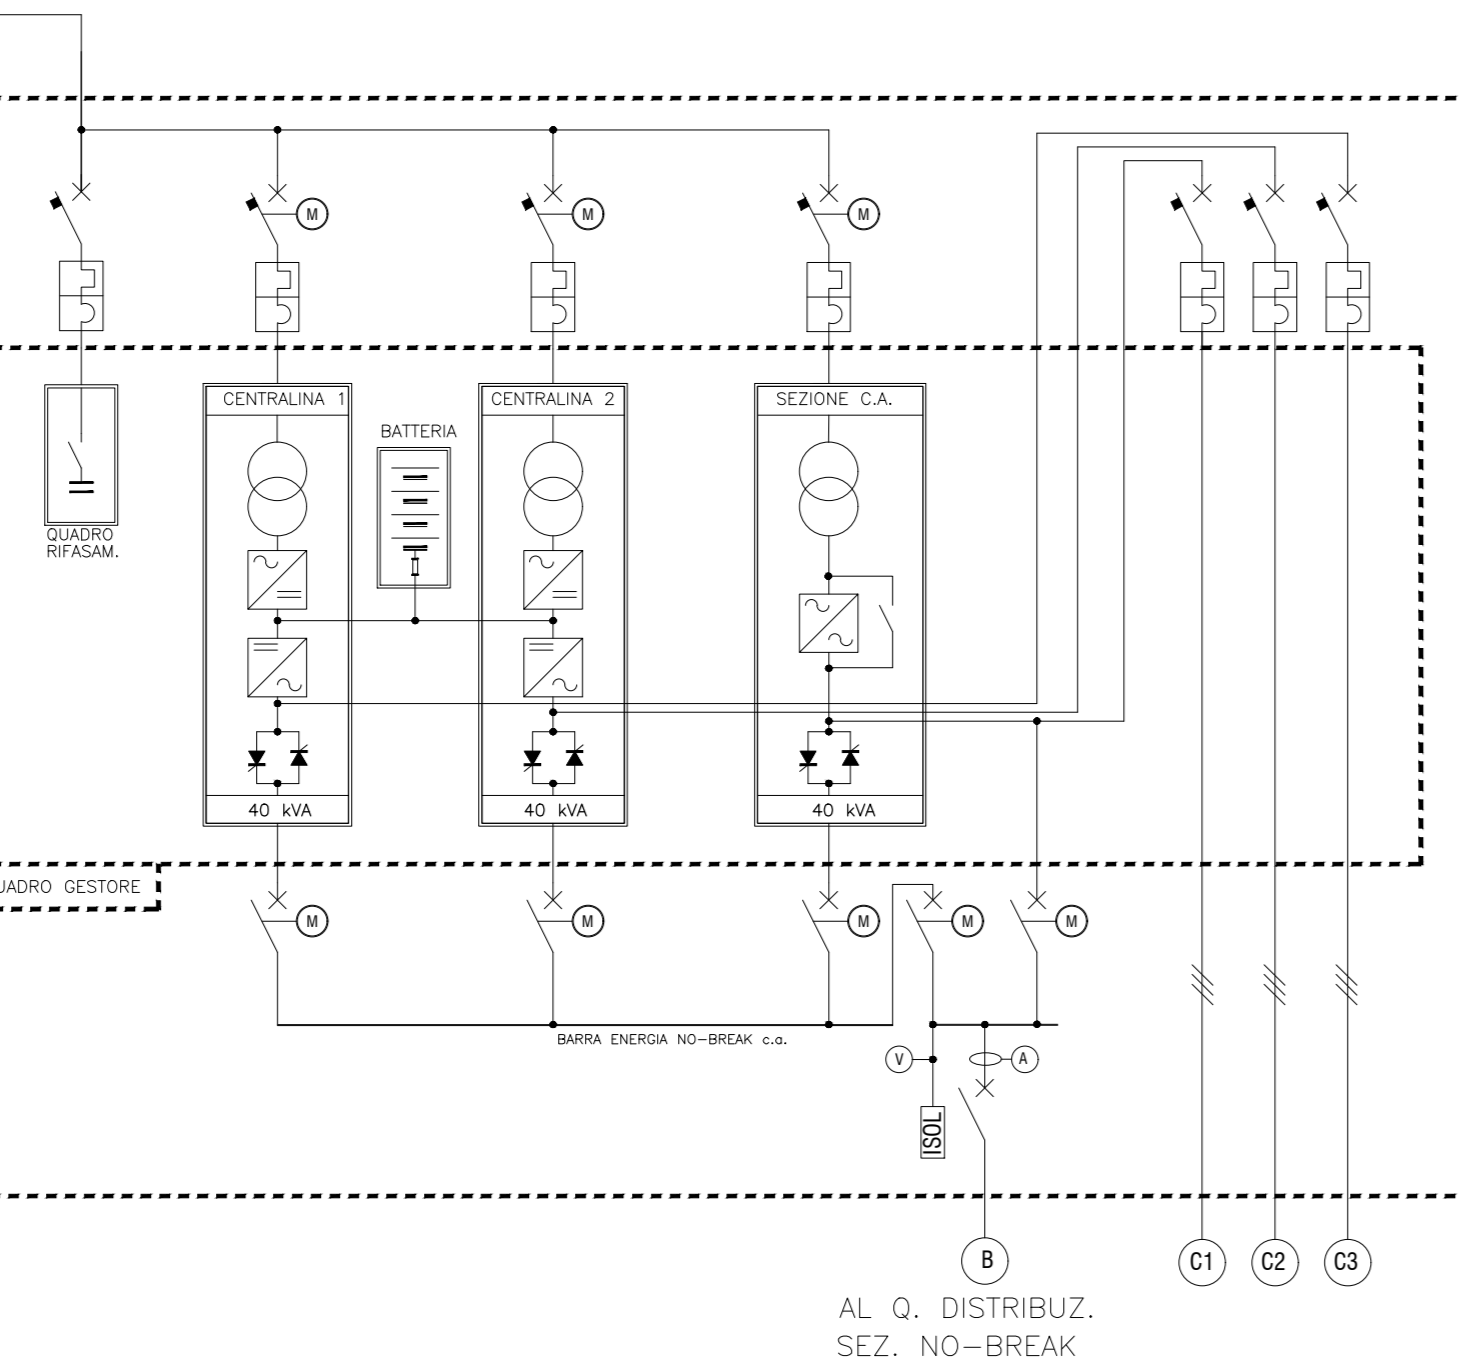 M
M
M
CENTRALINA 1
CENTRALINA 2
SEZIONE C.A.
BATTERIA
QUADRO
RIFASAM.
40 kVA
40 kVA
40 kVA
UADRO GESTORE
M
M
M
M
M
BARRA ENERGIA NO-BREAK c.a.
V
A
ISOL
B
C1
C2
C3
AL Q. DISTRIBUZ.
SEZ. NO-BREAK